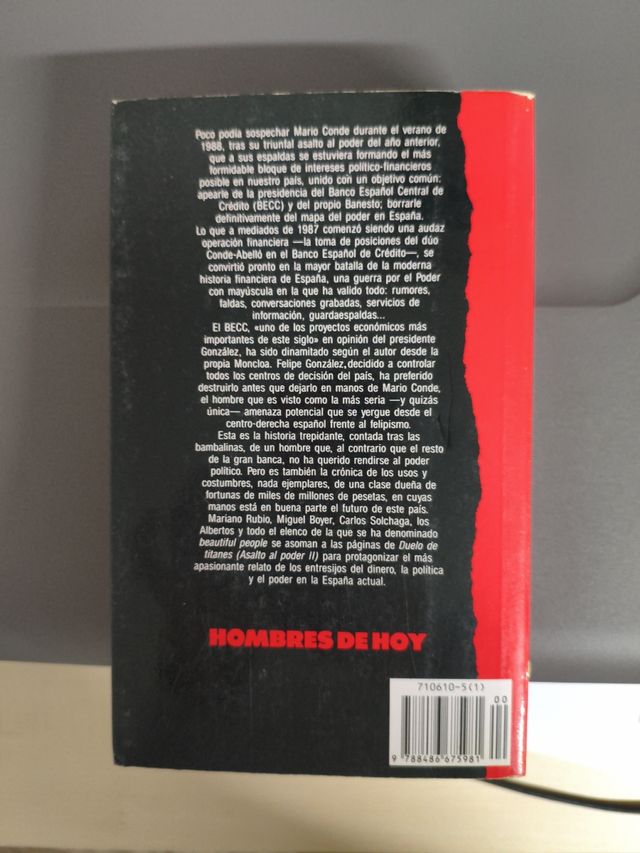 Poco podía sospechar Mario Conde durante el verano de
1988, tras su triunfal asalto al poder del año anterior,
que a sus espaldas se estuviera formando el más
formidable bloque de intereses político-financieros
posible en nuestro país, unido con un objetivo común:
apearle de la presidencia del Banco Español Central de
Crédito (BECC) y del propio Banesto; borrarle
definitivamente del mapa del poder en España.
Lo que a mediados de 1987 comenzó siendo una audaz
operación financiera —la toma de posiciones del dúo
Conde-Abelló en el Banco Español de Crédito—, se
convirtió pronto en la mayor batalla de la moderna
historia financiera de España, una guerra por el Poder
con mayúscula en la que ha valido todo: rumores,
faldas, conversaciones grabadas, servicios de
información, guardaespaldas...
El BECC, «uno de los proyectos económicos más
importantes de este siglo» en opinión del presidente
González, ha sido dinamitado según el autor desde la
propia Moncloa. Felipe González, decidido a controlar
todos los centros de decisión del país, ha preferido
destruirlo antes que dejarlo en manos de Mario Conde,
el hombre que es visto como la más seria —y quizás
única— amenaza potencial que se yergue desde el
centro-derecha español frente al felipismo.
Esta es la historia trepidante, contada tras las
bambalinas, de un hombre que, al contrario que el resto
de la gran banca, no ha querido rendirse al poder
político. Pero es también la crónica de los usos y
costumbres, nada ejemplares, de una clase dueña de
fortunas de miles de millones de pesetas, en cuyas
manos está en buena parte el futuro de este país.
Mariano Rubio, Miguel Boyer, Carlos Solchaga, los
Albertos y todo el elenco de la que se ha denominado
beautiful people se asoman a las páginas de Duelo de
titanes (Asalto al poder II) para protagonizar el más
apasionante relato de los entresijos del dinero, la política
y el poder en la España actual.
HOMBRES DE HOY
710610-5(1)
00
9 788486 675981